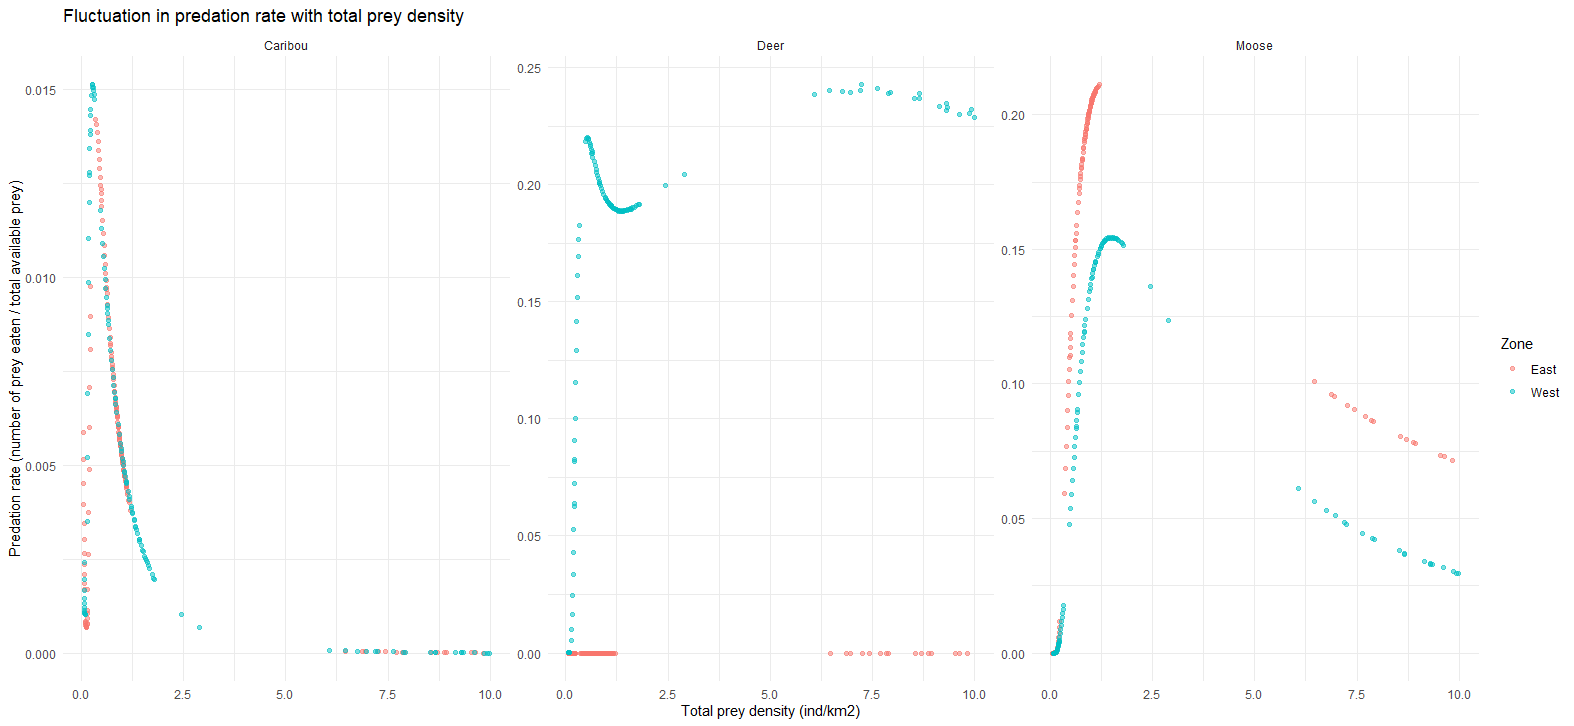 Fluctuation in predation rate with total prey density
Caribou
Deer
Moose
Predation rate (number of prey eaten / total available prey)
0.015
0.010
0.005
0.000
0.25
0.20
0.15
0.10
0.05
0.00
0.20
0.15
0.10
0.05
0.00
0.0 2.5 5.0 7.5 10.0
0.0 2.5 5.0 7.5 10.0
0.0 2.5 5.0 7.5 10.0
Total prey density (ind/km2)
Zone
East
West